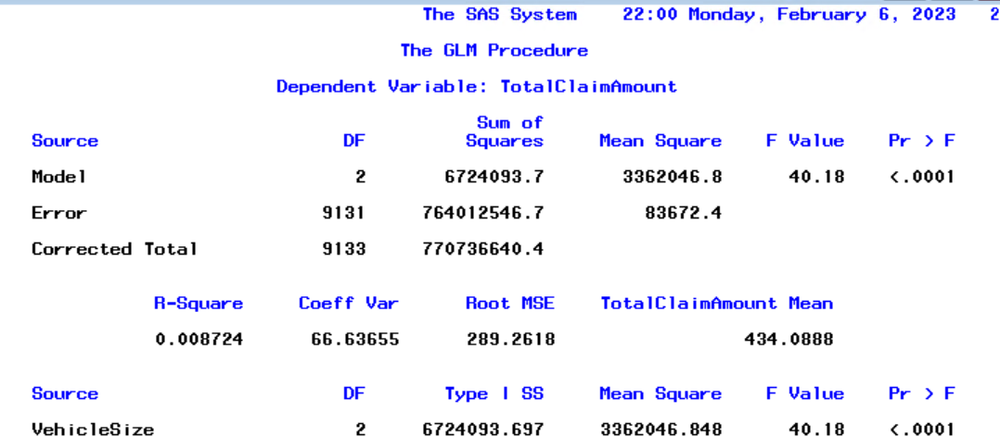 The SAS System 22:00 Monday, February 6, 2023 2
The GLM Procedure
Dependent Variable: TotalClaimAmount
Sum of
Source DF Squares Mean Square F Value Pr > F
Model 2 6724093.7 3362046.8 40.18 <.0001
Error 9131 764012546.7 83672.4
Corrected Total 9133 770736640.4
R-Square Coeff Var Root MSE TotalClaimAmount Mean
0.008724 66.63655 289.2618 434.0888
Source DF Type I SS Mean Square F Value Pr > F
VehicleSize 2 6724093.697 3362046.848 40.18 <.0001